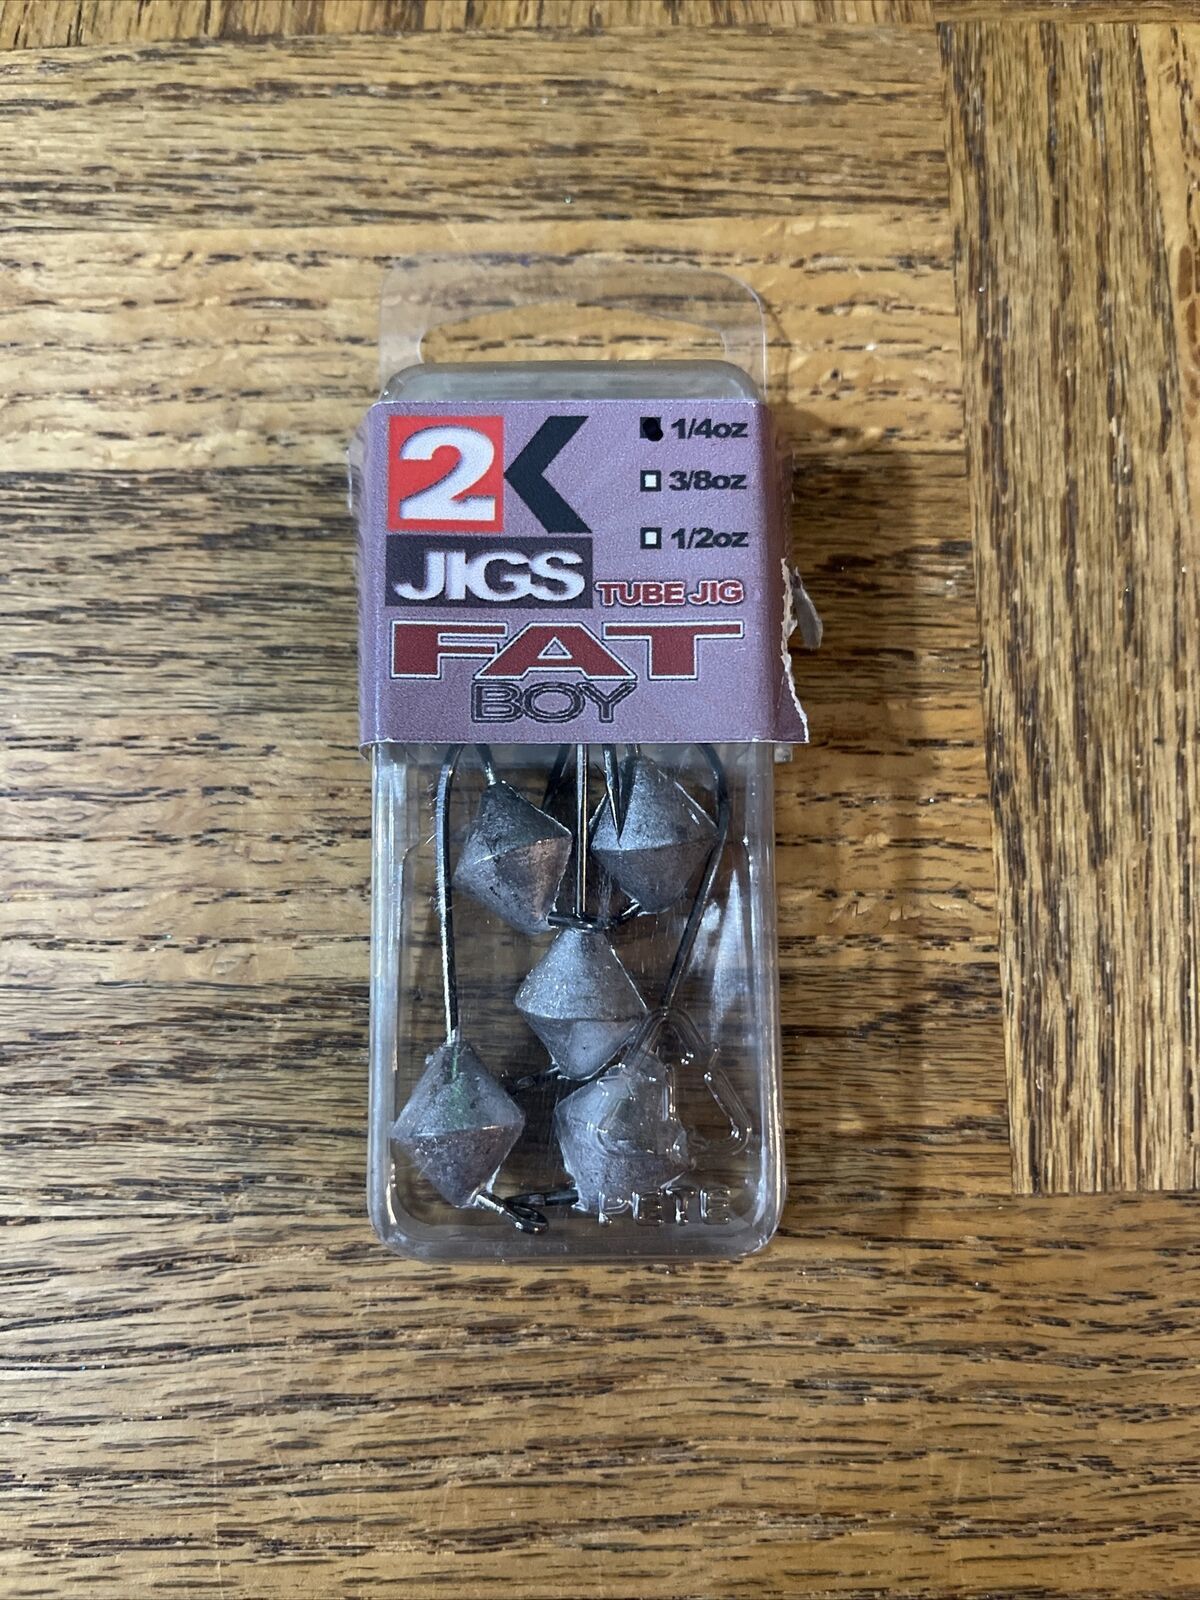 2K
JIGS
1/4oz
3/8oz
1/2oz
TUBE JIG
FAT
BOY
PETE